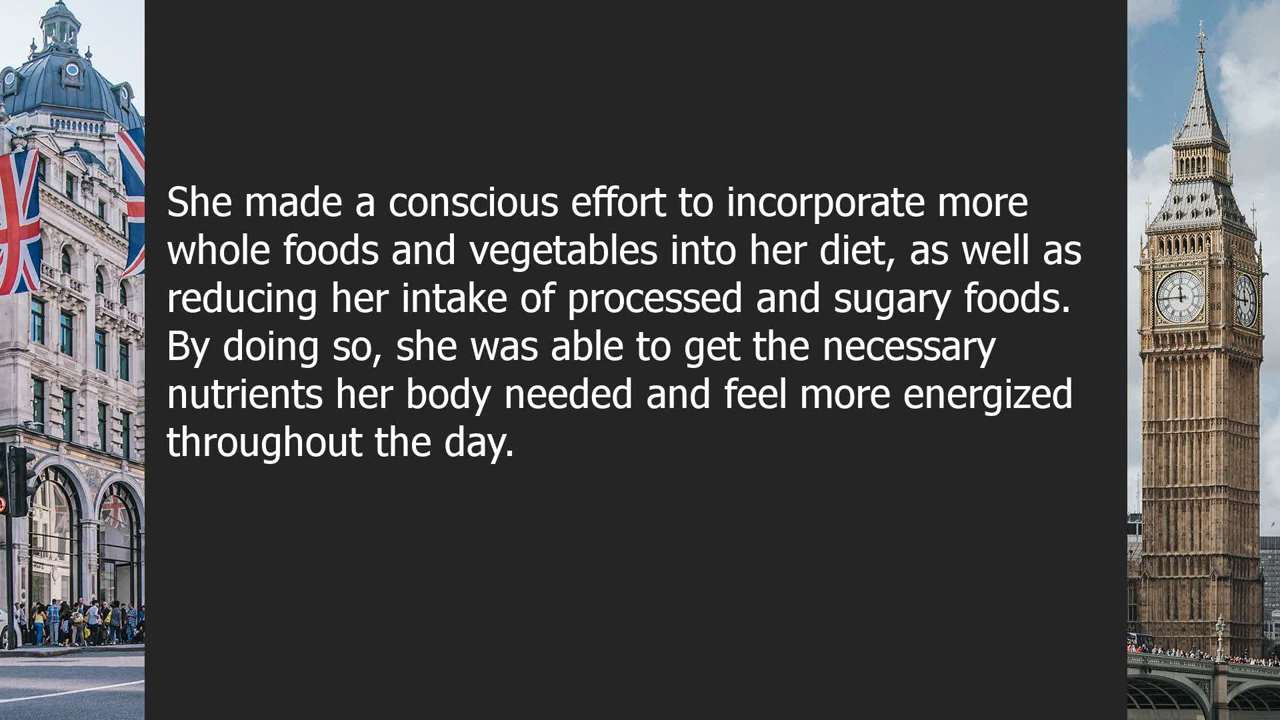 She made a conscious effort to incorporate more
whole foods and vegetables into her diet, as well as
reducing her intake of processed and sugary foods.
By doing so, she was able to get the necessary
nutrients her body needed and feel more energized
throughout the day.